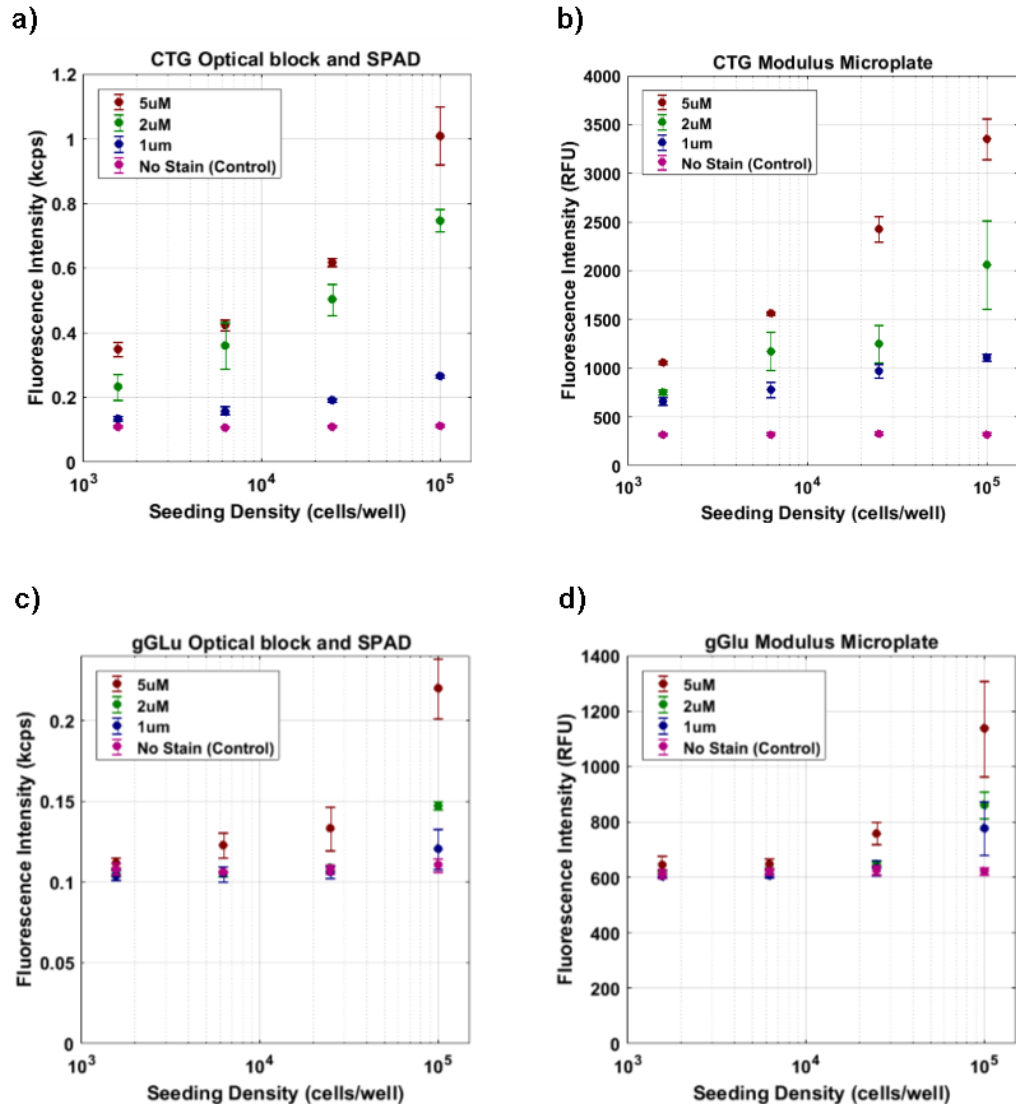 a)
CTG Optical block and SPAD
1.2
1
0.8
0.6
0.4
0.2
0
Fluorescence Intensity (kcps)
5uM
2uM
1um
No Stain (Control)
10^3
10^4
10^5
Seeding Density (cells/well)
b)
CTG Modulus Microplate
4000
3500
3000
2500
2000
1500
1000
500
0
Fluorescence Intensity (RFU)
5uM
2uM
1um
No Stain (Control)
10^3
10^4
10^5
Seeding Density (cells/well)
c)
gGLu Optical block and SPAD
0.2
0.15
0.1
0.05
0
Fluorescence Intensity (kcps)
5uM
2uM
1um
No Stain (Control)
10^3
10^4
10^5
Seeding Density (cells/well)
d)
gGlu Modulus Microplate
1400
1200
1000
800
600
400
200
0
Fluorescence Intensity (RFU)
5uM
2uM
1um
No Stain (Control)
10^3
10^4
10^5
Seeding Density (cells/well)